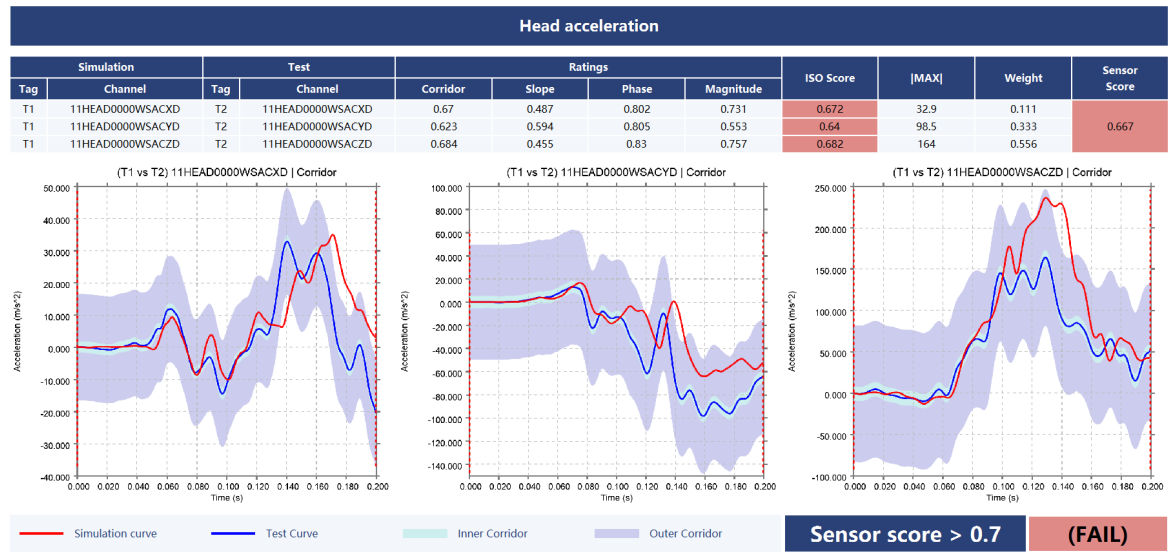 Head acceleration
Simulation Test Ratings ISO Score |MAX| Weight Sensor Score
Tag Channel Tag Channel Corridor Slope Phase Magnitude
T1 11HEAD0000WSACXD T2 11HEAD0000WSACXD 0.67 0.487 0.802 0.731 0.672 32.9 0.111
T1 11HEAD0000WSACYD T2 11HEAD0000WSACYD 0.623 0.594 0.805 0.553 0.64 98.5 0.333 0.667
T1 11HEAD0000WSACZD T2 11HEAD0000WSACZD 0.684 0.455 0.83 0.757 0.682 164 0.556
(T1 vs T2) 11HEAD0000WSACXD | Corridor
50.000
40.000
30.000
20.000
10.000
0.000
-10.000
-20.000
-30.000
-40.000
Acceleration (m/s^2)
0.000 0.020 0.040 0.060 0.080 0.100 0.120 0.140 0.160 0.180 0.200
Time (s)
(T1 vs T2) 11HEAD0000WSACYD | Corridor
100.000
80.000
60.000
40.000
20.000
0.000
-20.000
-40.000
-60.000
-80.000
-100.000
-120.000
-140.000
Acceleration (m/s^2)
0.000 0.020 0.040 0.060 0.080 0.100 0.120 0.140 0.160 0.180 0.200
Time (s)
(T1 vs T2) 11HEAD0000WSACZD | Corridor
250.000
200.000
150.000
100.000
50.000
0.000
-50.000
-100.000
Acceleration (m/s^2)
0.000 0.020 0.040 0.060 0.080 0.100 0.120 0.140 0.160 0.180 0.200
Time (s)
Simulation curve Test Curve Inner Corridor Outer Corridor
Sensor score > 0.7 (FAIL)